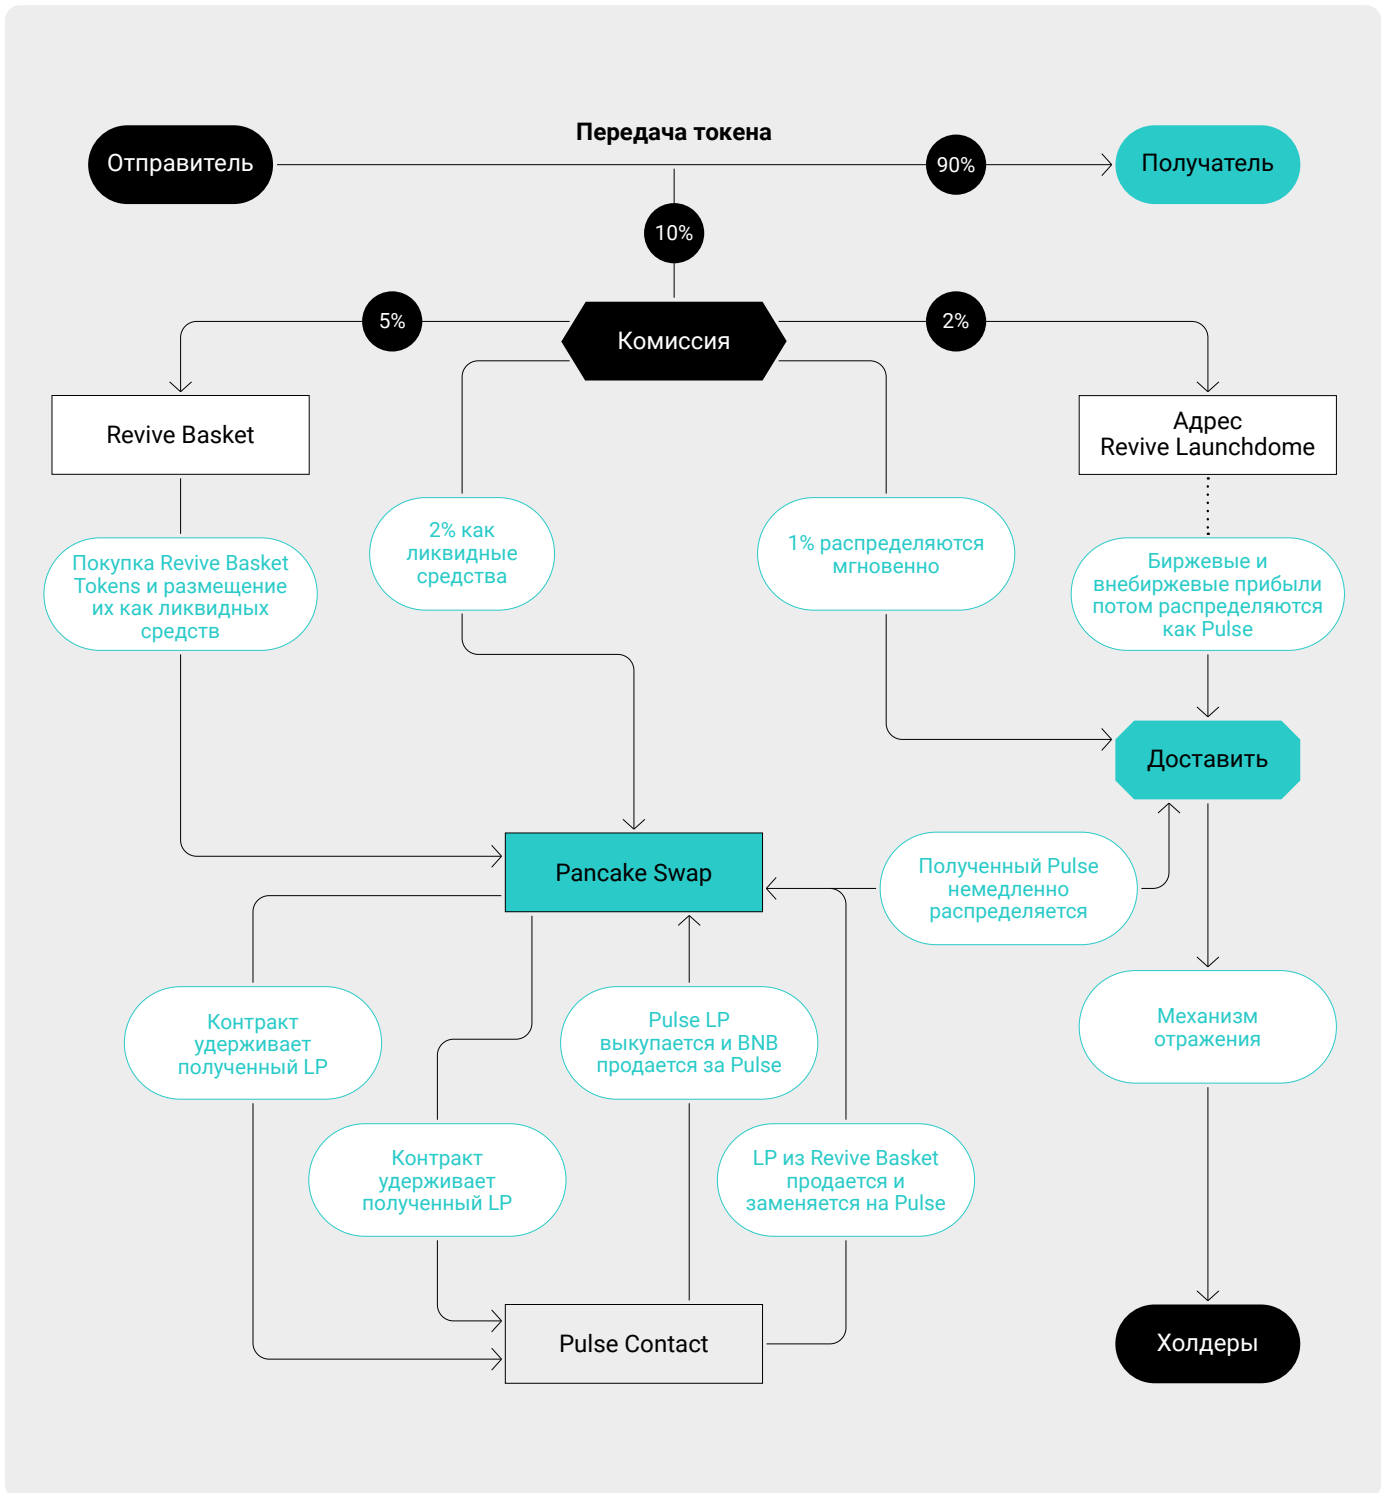 Передача токена
Отправитель
90%
Получатель
10%
5%
Комиссия
2%
Revive Basket
Адрес
Revive Launchdome
2% как
ликвидные
средства
1% распределяются
мгновенно
Покупка Revive Basket
Tokens и размещение
их как ликвидных
средств
Биржевые и
внебиржевые прибыли
потом распределяются
как Pulse
Доставить
Pancake Swap
Полученный Pulse
немедленно
распределяется
Контракт
удерживает
полученный LP
Pulse LP
выкупается и BNB
продается за Pulse
Механизм
отражения
Контракт
удерживает
полученный LP
LP из Revive Basket
продается и
заменяется на Pulse
Pulse Contact
Холдеры